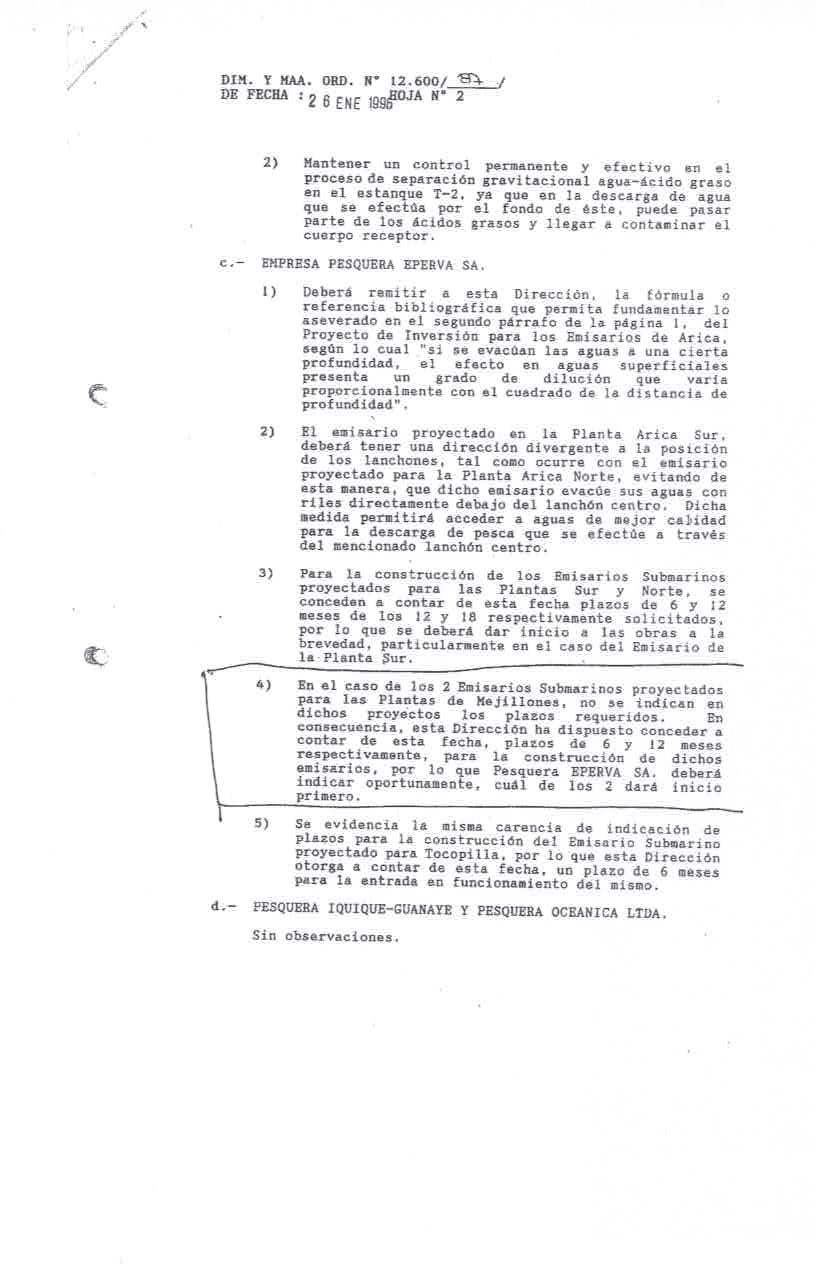 DIM. Y MAA. ORD. N° 12.600/ 87 /
DE FECHA : 26 ENE 1996 HOJA N° 2
2) Mantener un control permanente y efectivo en el
proceso de separación gravitacional agua-ácido graso
en el estanque T-2, ya que en la descarga de agua
que se efectúa por el fondo de éste, puede pasar
parte de los ácidos grasos y llegar a contaminar el
cuerpo receptor.
c.- EMPRESA PESQUERA EPERVA SA.
1) Deberá remitir a esta Dirección, la fórmula o
referencia bibliográfica que permita fundamentar lo
aseverado en el segundo párrafo de la página 1, del
Proyecto de Inversión para los Emisarios de Arica,
según lo cual "si se evacúan las aguas a una cierta
profundidad, el efecto en aguas superficiales
presenta un grado de dilución que varía
proporcionalmente con el cuadrado de la distancia de
profundidad".
2) El emisario proyectado en la Planta Arica Sur,
deberá tener una dirección divergente a la posición
de los lanchones, tal como ocurre con el emisario
proyectado para la Planta Arica Norte, evitando de
esta manera, que dicho emisario evacúe sus aguas con
riles directamente debajo del lanchón centro. Dicha
medida permitirá acceder a aguas de mejor calidad
para la descarga de pesca que se efectúe a través
del mencionado lanchón centro.
3) Para la construcción de los Emisarios Submarinos
proyectados para las Plantas Sur y Norte, se
conceden a contar de esta fecha plazos de 6 y 12
meses de los 12 y 18 respectivamente solicitados,
por lo que se deberá dar inicio a las obras a la
brevedad, particularmente en el caso del Emisario de
la Planta Sur.
4) En el caso de los 2 Emisarios Submarinos proyectados
para las Plantas de Mejillones, no se indican en
dichos proyectos los plazos requeridos. En
consecuencia, esta Dirección ha dispuesto conceder a
contar de esta fecha, plazos de 6 y 12 meses
respectivamente, para la construcción de dichos
emisarios, por lo que Pesquera EPERVA SA. deberá
indicar oportunamente, cuál de los 2 dará inicio
primero.
5) Se evidencia la misma carencia de indicación de
plazos para la construcción del Emisario Submarino
proyectado para Tocopilla, por lo que esta Dirección
otorga a contar de esta fecha, un plazo de 6 meses
para la entrada en funcionamiento del mismo.
d.- PESQUERA IQUIQUE-GUANAYE Y PESQUERA OCEANICA LTDA.
Sin observaciones.